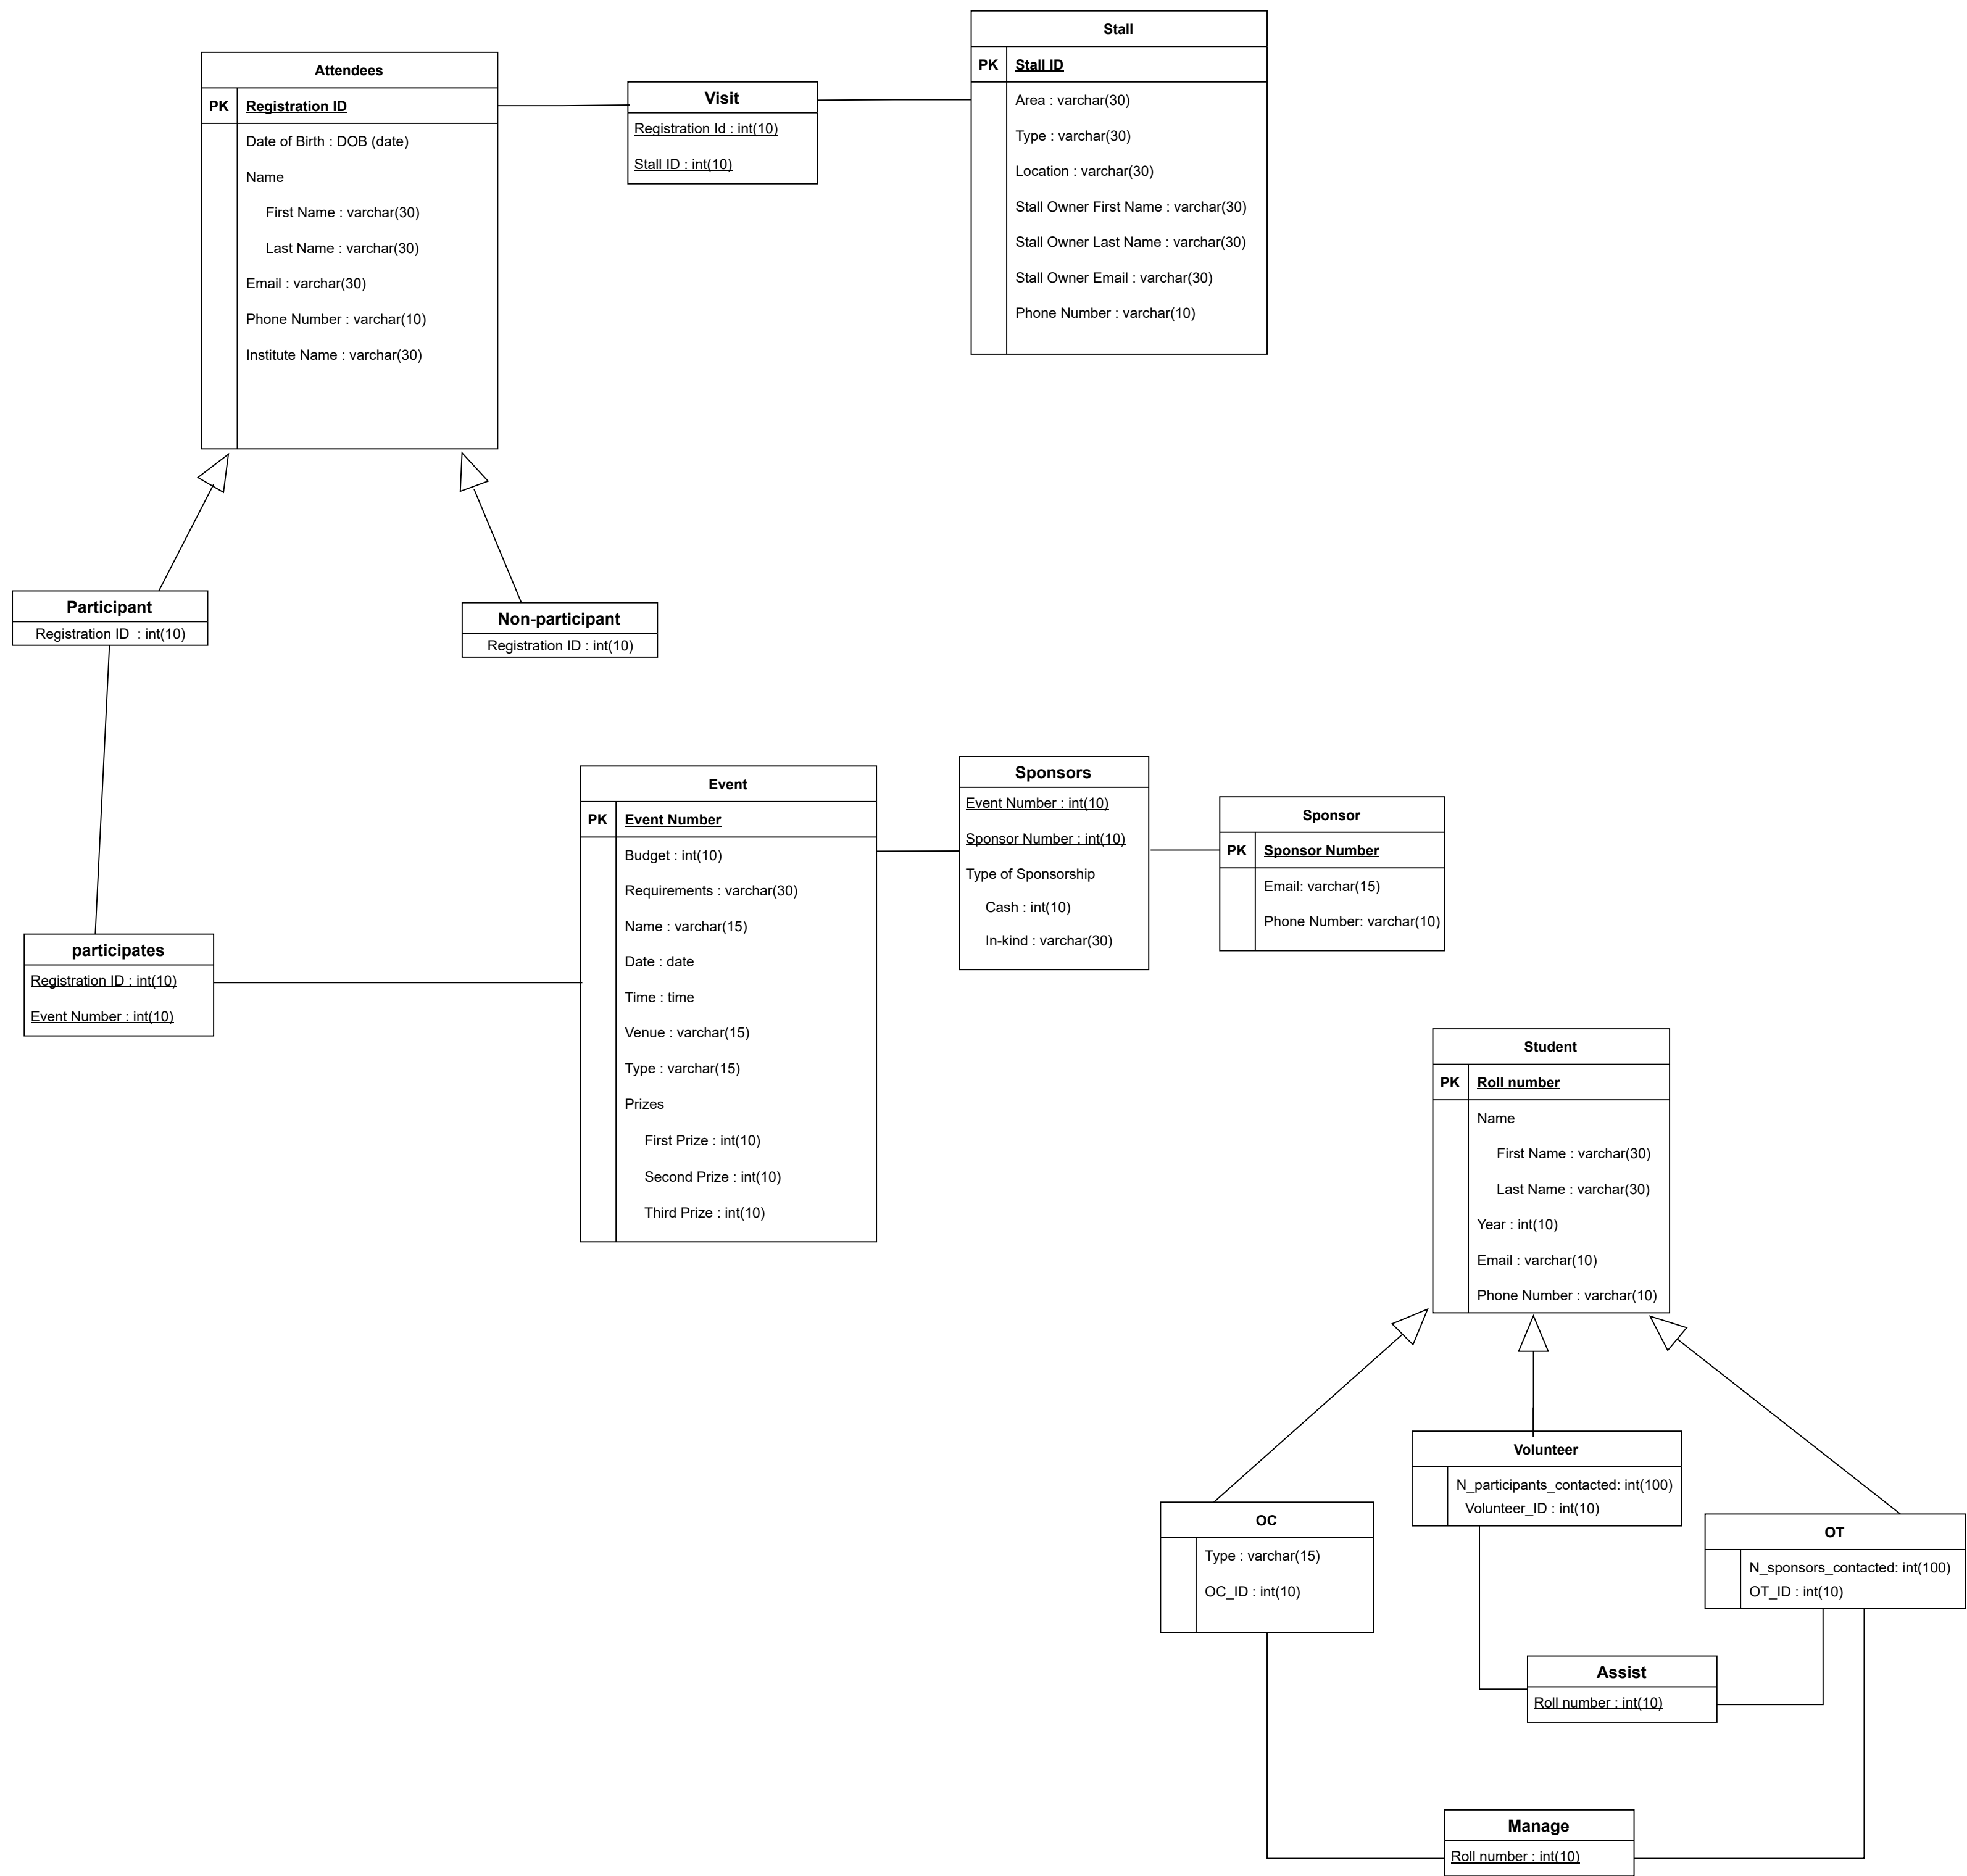 Attendees
PK Registration ID
Date of Birth : DOB (date)
Name
First Name : varchar(30)
Last Name : varchar(30)
Email : varchar(30)
Phone Number : varchar(10)
Institute Name : varchar(30)
Visit
Registration Id : int(10)
Stall ID : int(10)
Stall
PK Stall ID
Area : varchar(30)
Type : varchar(30)
Location : varchar(30)
Stall Owner First Name : varchar(30)
Stall Owner Last Name : varchar(30)
Stall Owner Email : varchar(30)
Phone Number : varchar(10)
Participant
Registration ID : int(10)
Non-participant
Registration ID : int(10)
participates
Registration ID : int(10)
Event Number : int(10)
Event
PK Event Number
Budget : int(10)
Requirements : varchar(30)
Name : varchar(15)
Date : date
Time : time
Venue : varchar(15)
Type : varchar(15)
Prizes
First Prize : int(10)
Second Prize : int(10)
Third Prize : int(10)
Sponsors
Event Number : int(10)
Sponsor Number : int(10)
Type of Sponsorship
Cash : int(10)
In-kind : varchar(30)
Sponsor
PK Sponsor Number
Email: varchar(15)
Phone Number: varchar(10)
Student
PK Roll number
Name
First Name : varchar(30)
Last Name : varchar(30)
Year : int(10)
Email : varchar(10)
Phone Number : varchar(10)
OC
Type : varchar(15)
OC_ID : int(10)
Volunteer
N_participants_contacted: int(100)
Volunteer_ID : int(10)
OT
N_sponsors_contacted: int(100)
OT_ID : int(10)
Assist
Roll number : int(10)
Manage
Roll number : int(10)